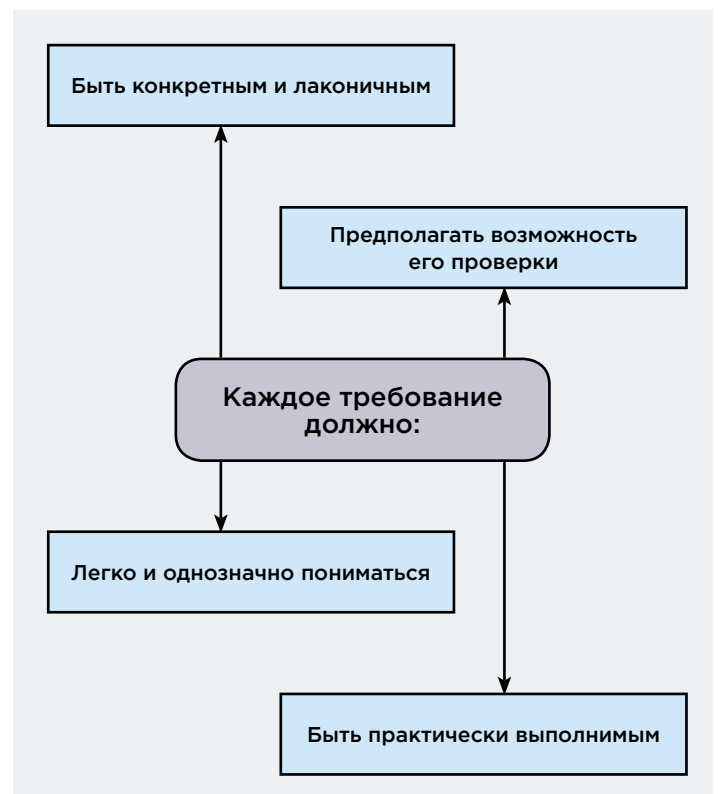 Быть конкретным и лаконичным
Предполагать возможность
его проверки
Каждое требование
должно:
Легко и однозначно пониматься
Быть практически выполнимым